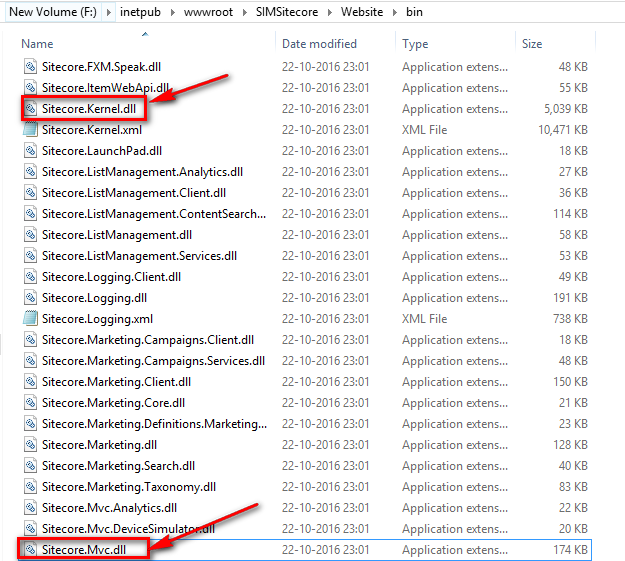 New Volume (F:) inetpub wwwroot SIMSitecore Website bin
Name Date modified Type Size
Sitecore.FXM.Speak.dll 22-10-2016 23:01 Application extens... 48 KB
Sitecore.ItemWebApi.dll 22-10-2016 23:01 Application extens... 55 KB
Sitecore.Kernel.dll 22-10-2016 23:01 Application extens... 5,039 KB
Sitecore.Kernel.xml 22-10-2016 23:01 XML File 10,471 KB
Sitecore.LaunchPad.dll 22-10-2016 23:01 Application extens... 18 KB
Sitecore.ListManagement.Analytics.dll 22-10-2016 23:01 Application extens... 27 KB
Sitecore.ListManagement.Client.dll 22-10-2016 23:01 Application extens... 36 KB
Sitecore.ListManagement.ContentSearch... 22-10-2016 23:01 Application extens... 114 KB
Sitecore.ListManagement.dll 22-10-2016 23:01 Application extens... 58 KB
Sitecore.ListManagement.Services.dll 22-10-2016 23:01 Application extens... 53 KB
Sitecore.Logging.Client.dll 22-10-2016 23:01 Application extens... 49 KB
Sitecore.Logging.dll 22-10-2016 23:01 Application extens... 191 KB
Sitecore.Logging.xml 22-10-2016 23:01 XML File 738 KB
Sitecore.Marketing.Campaigns.Client.dll 22-10-2016 23:01 Application extens... 18 KB
Sitecore.Marketing.Campaigns.Services.dll 22-10-2016 23:01 Application extens... 48 KB
Sitecore.Marketing.Client.dll 22-10-2016 23:01 Application extens... 150 KB
Sitecore.Marketing.Core.dll 22-10-2016 23:01 Application extens... 21 KB
Sitecore.Marketing.Definitions.Marketing... 22-10-2016 23:01 Application extens... 23 KB
Sitecore.Marketing.dll 22-10-2016 23:01 Application extens... 128 KB
Sitecore.Marketing.Search.dll 22-10-2016 23:01 Application extens... 40 KB
Sitecore.Marketing.Taxonomy.dll 22-10-2016 23:01 Application extens... 83 KB
Sitecore.Mvc.Analytics.dll 22-10-2016 23:01 Application extens... 22 KB
Sitecore.Mvc.DeviceSimulator.dll 22-10-2016 23:01 Application extens... 20 KB
Sitecore.Mvc.dll 22-10-2016 23:01 Application extens... 174 KB